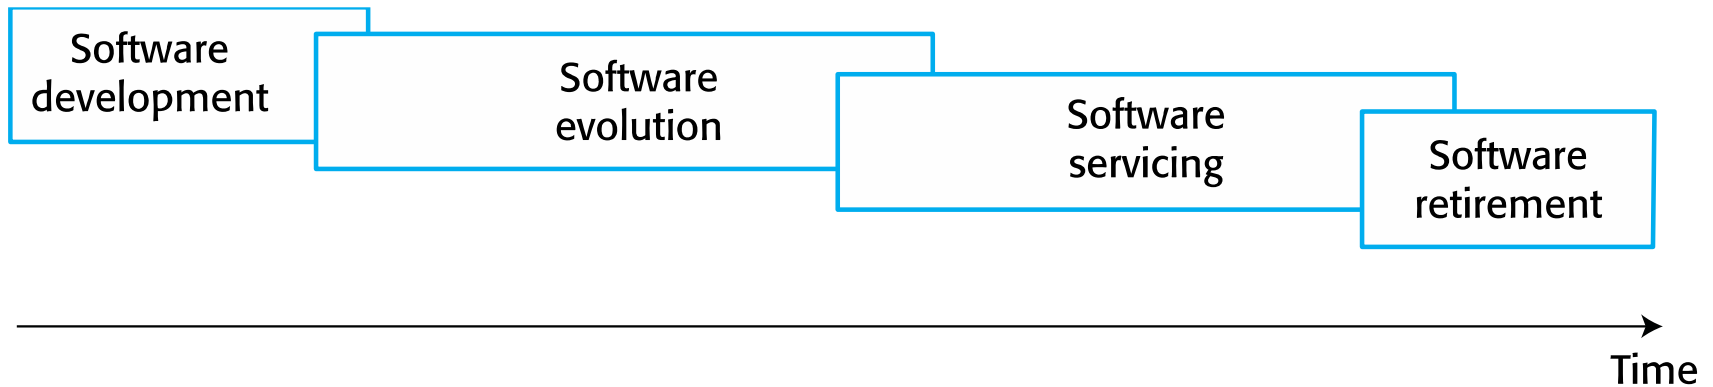 Software
development
Software
evolution
Software
servicing
Software
retirement
Time